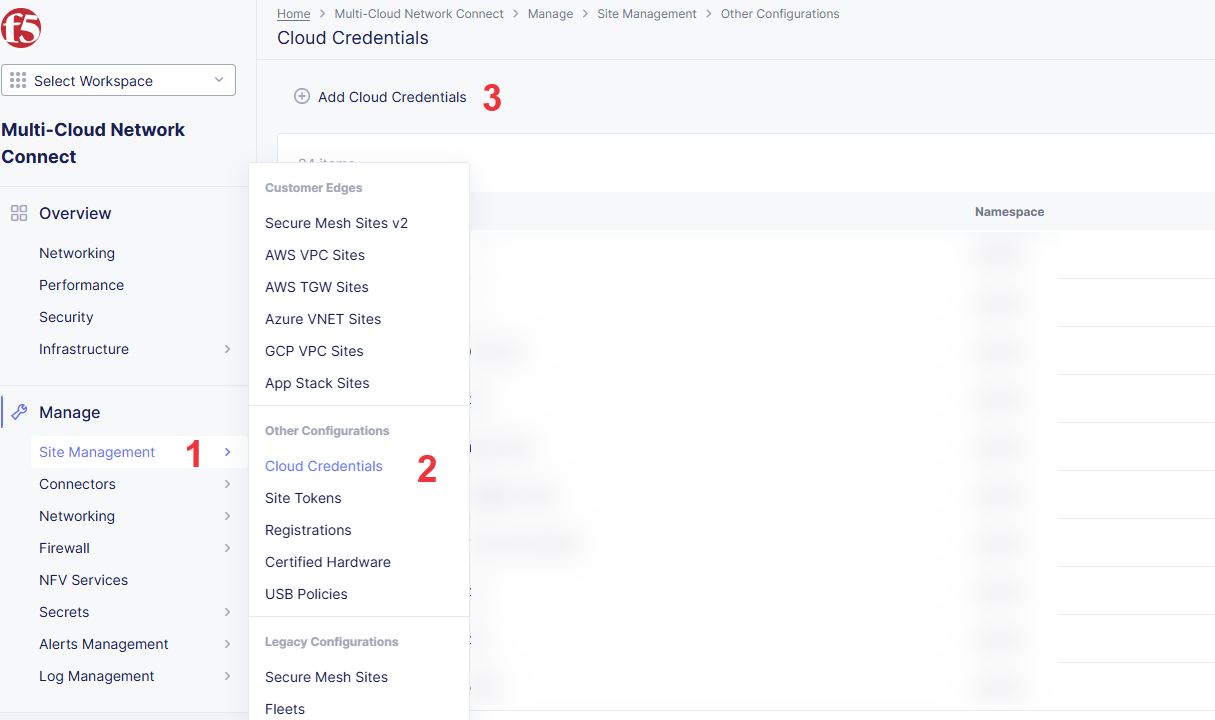 f5
Home > Multi-Cloud Network Connect > Manage > Site Management > Other Configurations
Cloud Credentials
Select Workspace
Add Cloud Credentials 3
Multi-Cloud Network
Connect
Overview
Networking
Performance
Security
Infrastructure
Manage
Site Management 1
Connectors
Networking
Firewall
NFV Services
Secrets
Alerts Management
Log Management
Customer Edges
Secure Mesh Sites v2
AWS VPC Sites
AWS TGW Sites
Azure VNET Sites
GCP VPC Sites
App Stack Sites
Other Configurations
Cloud Credentials 2
Site Tokens
Registrations
Certified Hardware
USB Policies
Legacy Configurations
Secure Mesh Sites
Fleets
items
Namespace